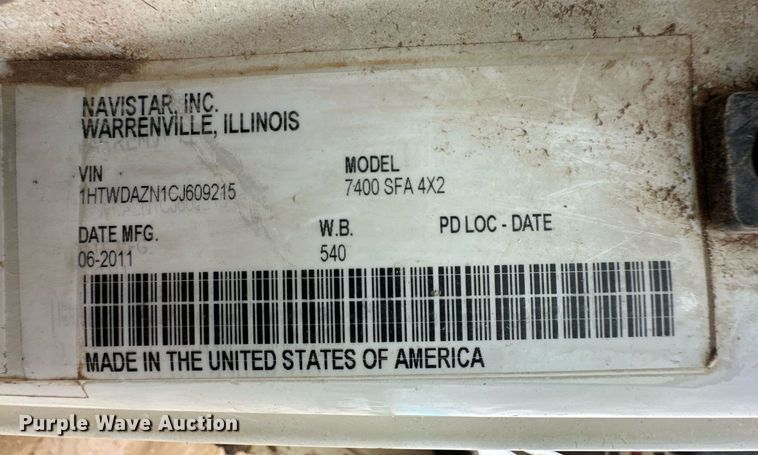 NAVISTAR, INC.
WARRENVILLE, ILLINOIS
VIN MODEL
1HTWDAZN1CJ609215 7400 SFA 4X2
DATE MFG. W.B. PD LOC - DATE
06-2011 540
MADE IN THE UNITED STATES OF AMERICA
Purple Wave Auction